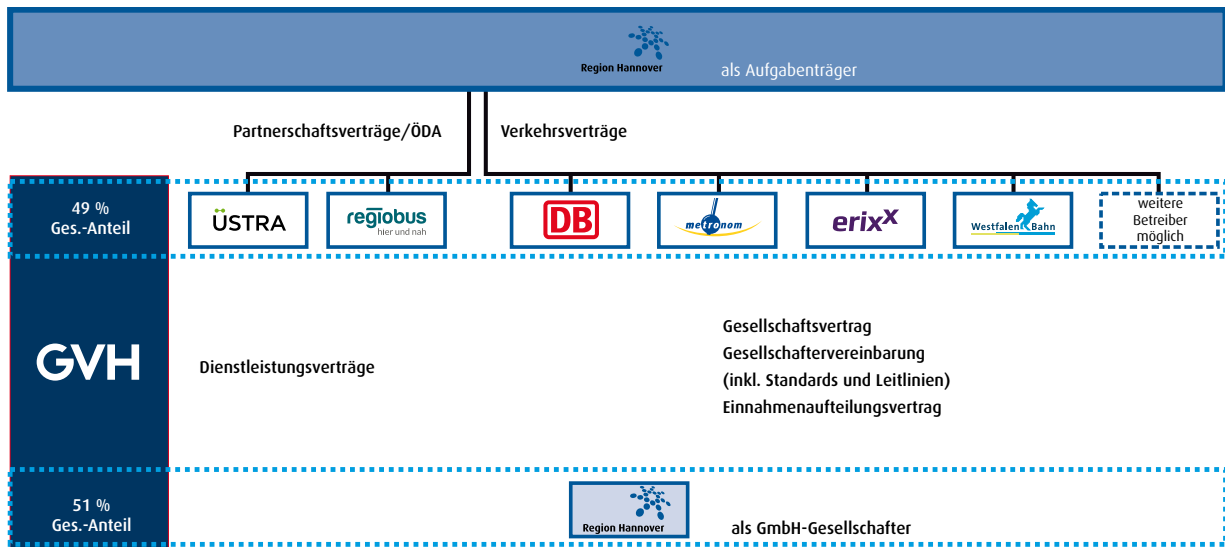 Region Hannover
als Aufgabenträger
Partnerschaftsverträge/ÖDA
Verkehrsverträge
49 %
Ges.-Anteil
ÜSTRA
regiobus
hier und nah
DB
metronom
erixx
WestfalenBahn
weitere
Betreiber
möglich
GVH
Dienstleistungsverträge
Gesellschaftsvertrag
Gesellschaftervereinbarung
(inkl. Standards und Leitlinien)
Einnahmenaufteilungsvertrag
51 %
Ges.-Anteil
Region Hannover
als GmbH-Gesellschafter